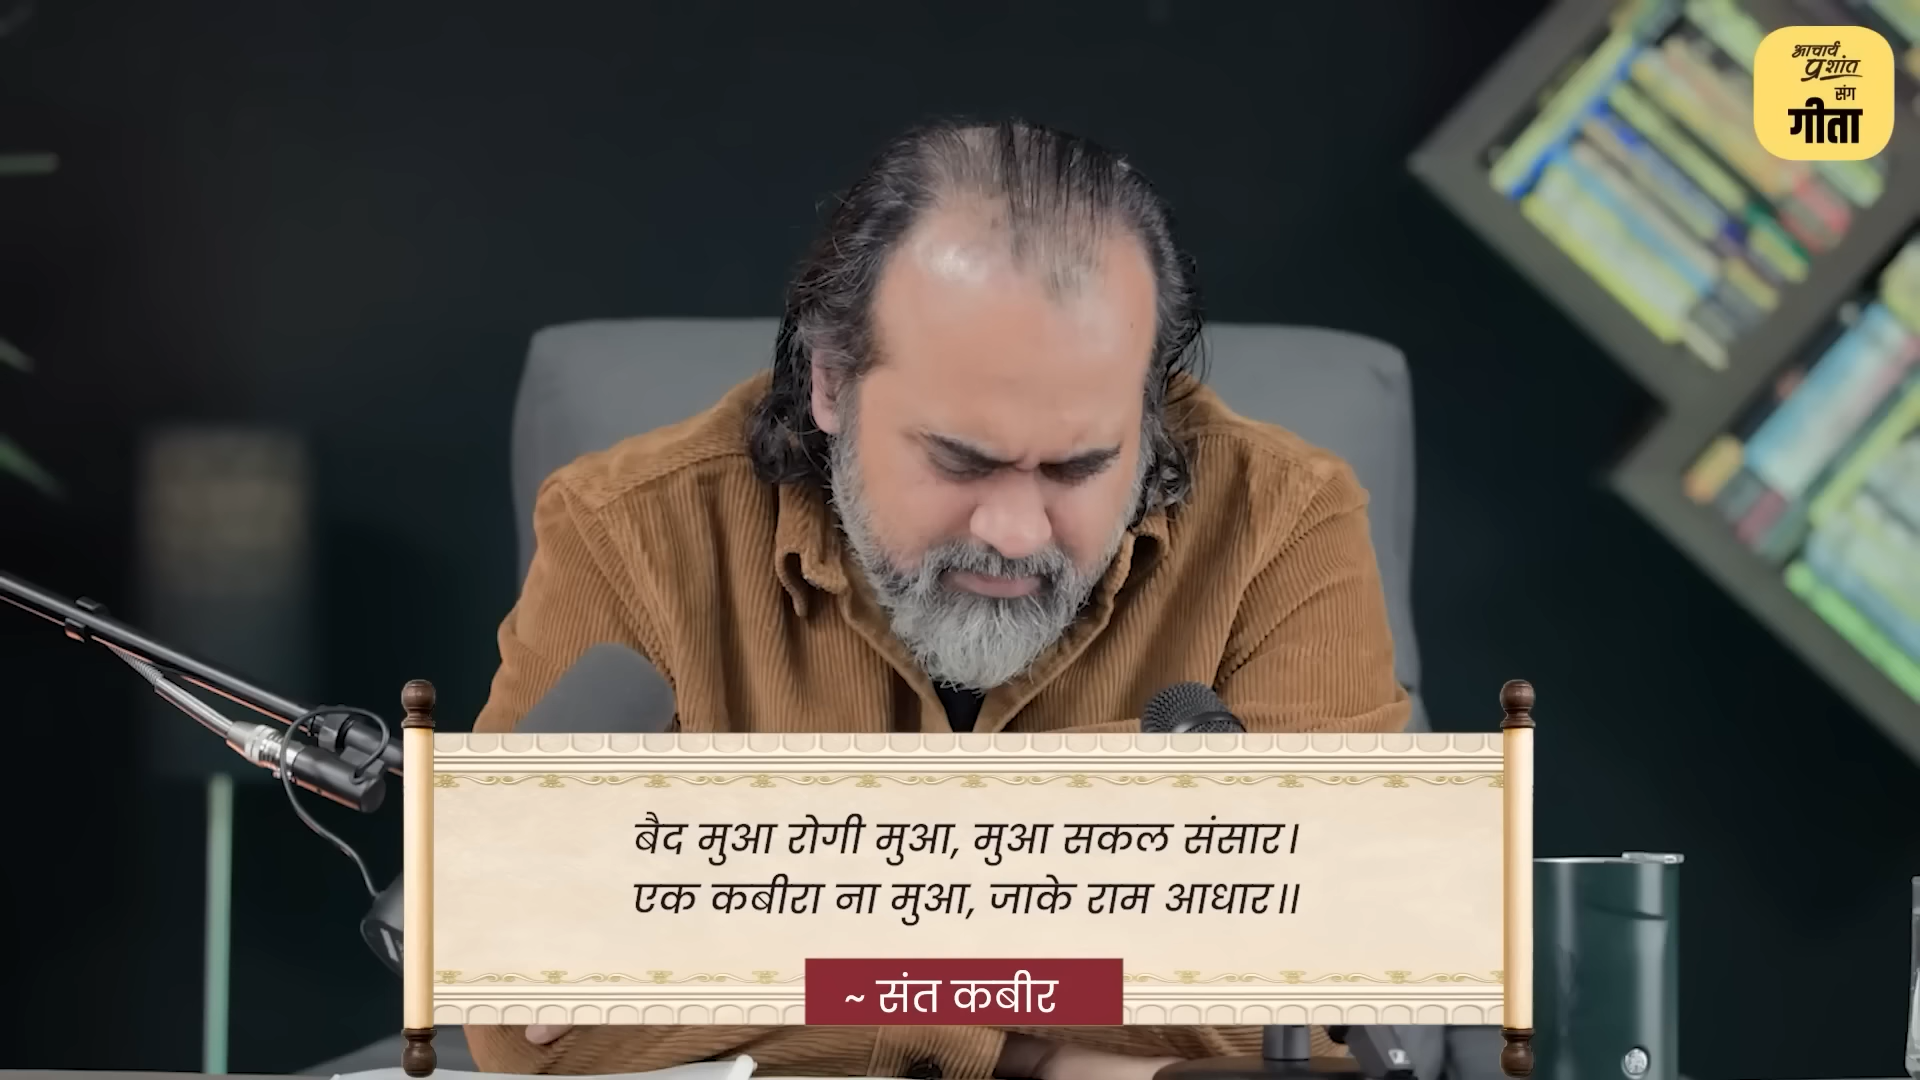 आचार्य
प्रशांत
संग
गीता
बैद मुआ रोगी मुआ, मुआ सकल संसार।
एक कबीरा ना मुआ, जाके राम आधार।।
~ संत कबीर